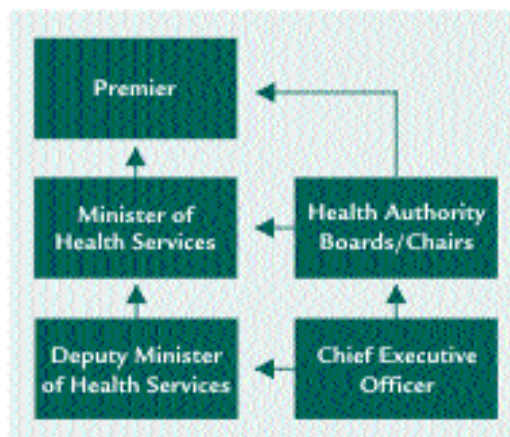 Premier
Minister of
Health Services
Health Authority
Boards/Chairs
Deputy Minister
of Health Services
Chief Executive
Officer